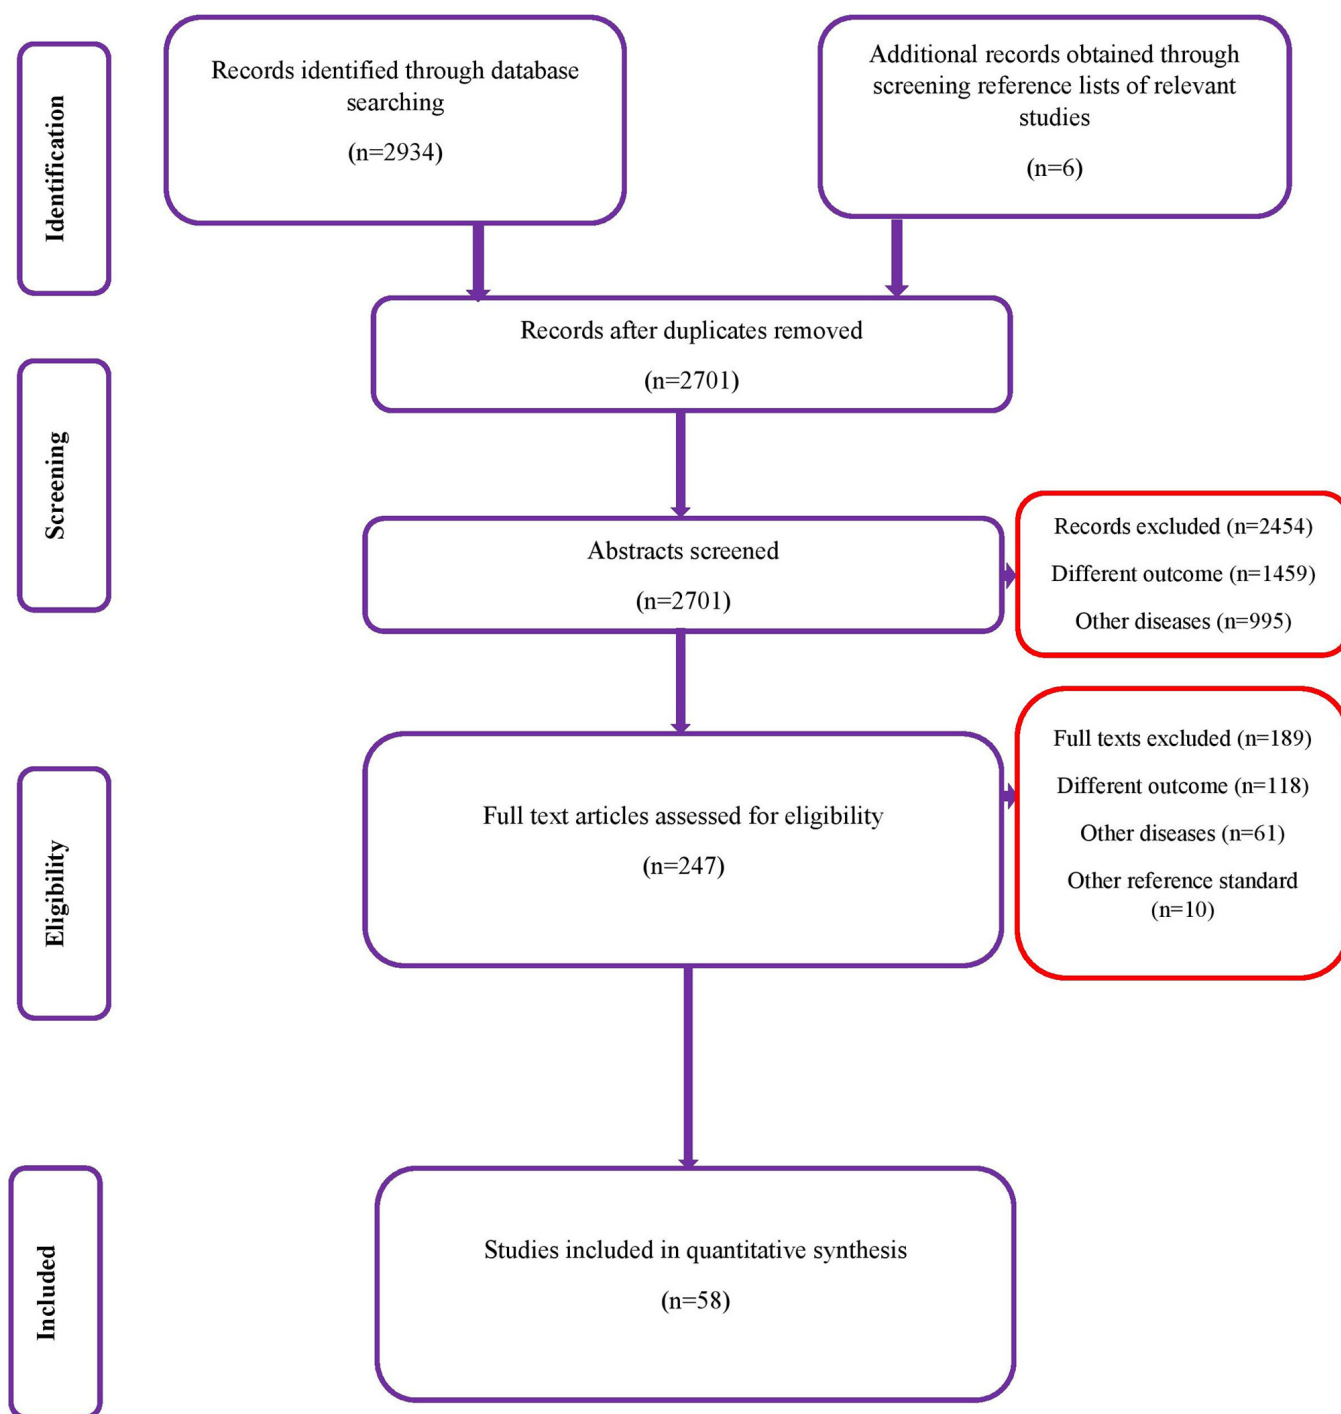 Identification
Records identified through database
searching
(n=2934)
Additional records obtained through
screening reference lists of relevant
studies
(n=6)
Records after duplicates removed
(n=2701)
Screening
Abstracts screened
(n=2701)
Records excluded (n=2454)
Different outcome (n=1459)
Other diseases (n=995)
Eligibility
Full text articles assessed for eligibility
(n=247)
Full texts excluded (n=189)
Different outcome (n=118)
Other diseases (n=61)
Other reference standard
(n=10)
Included
Studies included in quantitative synthesis
(n=58)